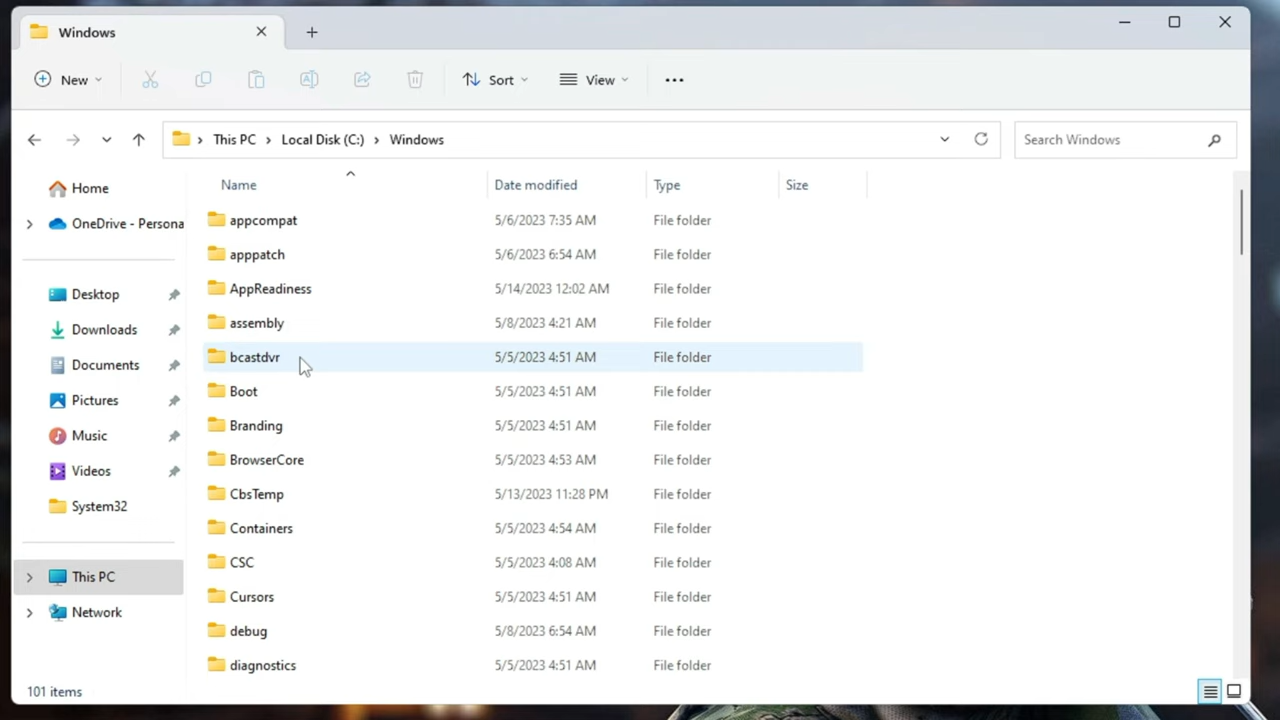 Windows
New
Sort
View
This PC > Local Disk (C:) > Windows
Search Windows
Home
OneDrive - Persona
Desktop
Downloads
Documents
Pictures
Music
Videos
System32
This PC
Network
Name Date modified Type Size
appcompat 5/6/2023 7:35 AM File folder
apppatch 5/6/2023 6:54 AM File folder
AppReadiness 5/14/2023 12:02 AM File folder
assembly 5/8/2023 4:21 AM File folder
bcastdvr 5/5/2023 4:51 AM File folder
Boot 5/5/2023 4:51 AM File folder
Branding 5/5/2023 4:51 AM File folder
BrowserCore 5/5/2023 4:53 AM File folder
CbsTemp 5/13/2023 11:28 PM File folder
Containers 5/5/2023 4:54 AM File folder
CSC 5/5/2023 4:08 AM File folder
Cursors 5/5/2023 4:51 AM File folder
debug 5/8/2023 6:54 AM File folder
diagnostics 5/5/2023 4:51 AM File folder
101 items